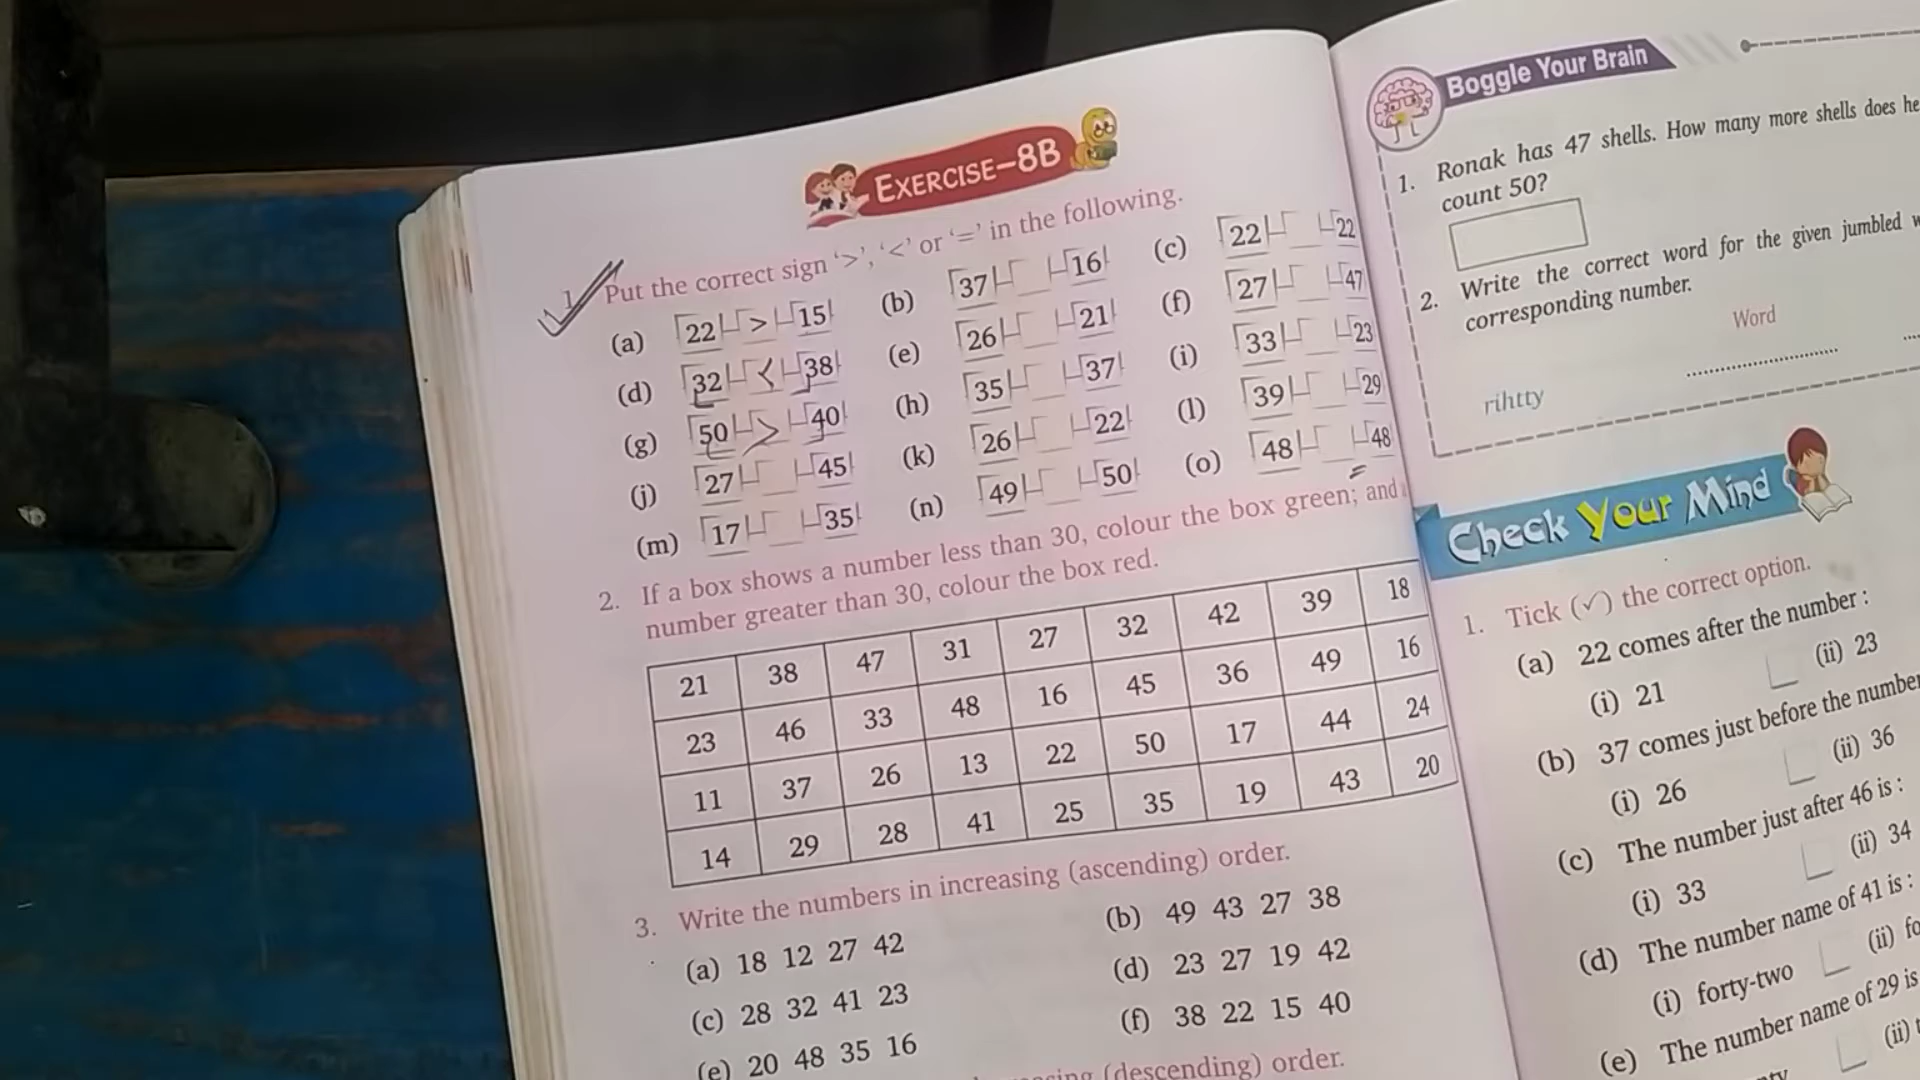 EXERCISE–8B
1. Put the correct sign ‘>’, ‘<’ or ‘=’ in the following.
(a) 22 > 15 (b) 37 16 (c) 22 22
(d) 32 < 38 (e) 26 21 (f) 27 47
(g) 50 > 40 (h) 35 37 (i) 33 23
(j) 27 45 (k) 26 22 (l) 39 29
(m) 17 35 (n) 49 50 (o) 48 48
=
2. If a box shows a number less than 30, colour the box green; and
number greater than 30, colour the box red.
21 38 47 31 27 32 42 39 18
23 46 33 48 16 45 36 49 16
11 37 26 13 22 50 17 44 24
14 29 28 41 25 35 19 43 20
3. Write the numbers in increasing (ascending) order.
(a) 18 12 27 42 (b) 49 43 27 38
(c) 28 32 41 23 (d) 23 27 19 42
(e) 20 48 35 16 (f) 38 22 15 40
(descending) order.
Boggle Your Brain
1. Ronak has 47 shells. How many more shells does he
count 50?
2. Write the correct word for the given jumbled
corresponding number.
Word
rihtty
Check Your Mind
1. Tick (✓) the correct option.
(a) 22 comes after the number :
(i) 21 (ii) 23
(b) 37 comes just before the number
(i) 26 (ii) 36
(c) The number just after 46 is :
(i) 33 (ii) 34
(d) The number name of 41 is :
(i) forty-two (ii) fo
(e) The number name of 29 is
(ii)